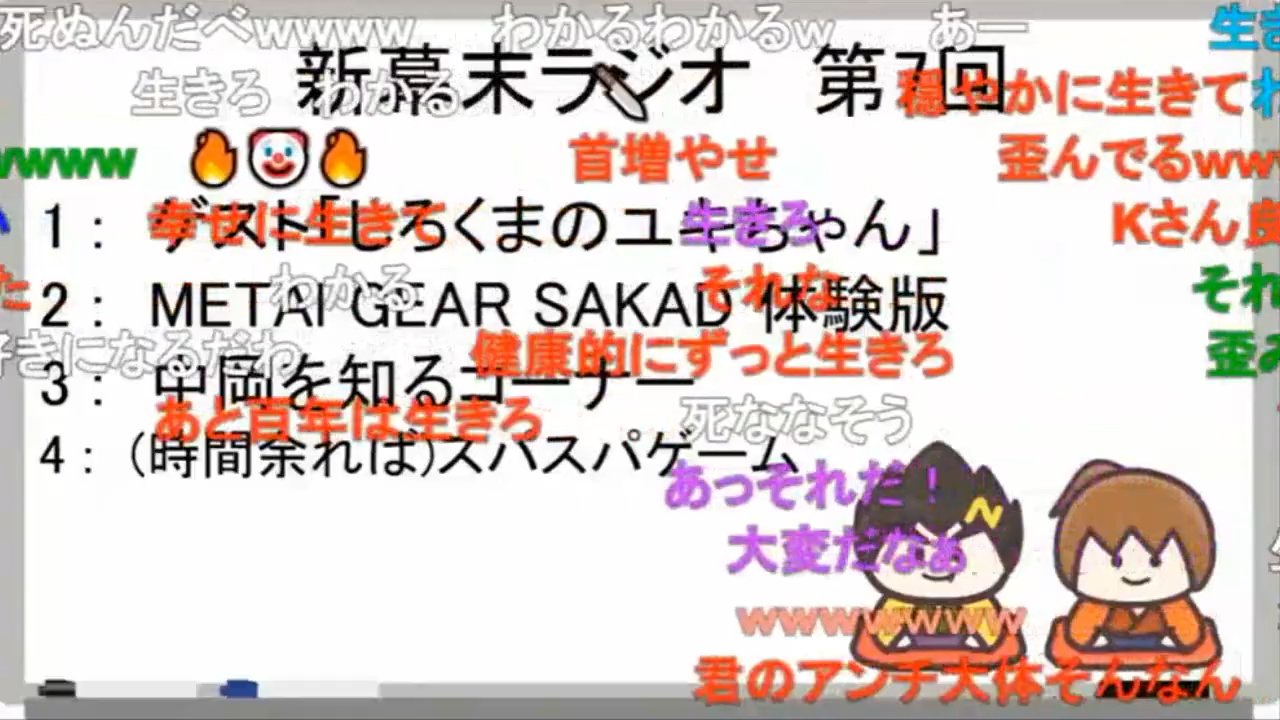 死ぬんだべwwww わかるわかるw あー 生き
新幕末ラジオ 第7回
生きろ わかる 穏やかに生きてね
wwww 首増やせ 歪んでるww
1： ゲスト「しろくまのユキちゃん」
幸せに生きて 生きろ Kさん良
た わかる それな それ
2： METAL GEAR SAKAD 体験版
好きになるだわ 健康的にずっと生きろ 歪み
3： 中岡を知るコーナー
あと百年は生きろ 死ななそう
4：(時間余れば)スパスパゲーム
あっそれだ！
大変だなぁ
wwwwwwww
君のアンチ大体そんなん